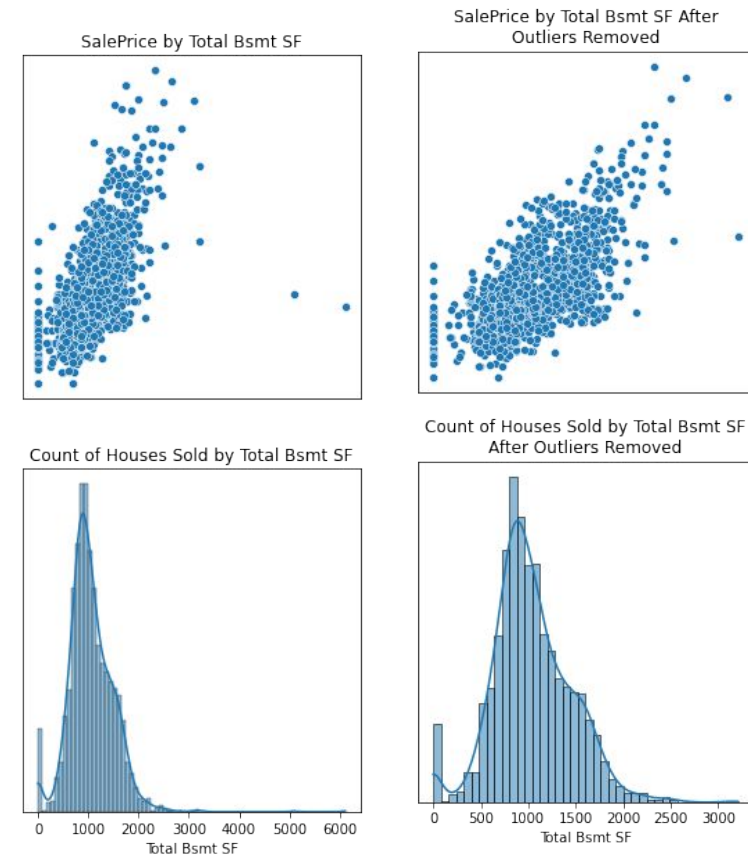 SalePrice by Total Bsmt SF
SalePrice by Total Bsmt SF After
Outliers Removed
Count of Houses Sold by Total Bsmt SF
0 1000 2000 3000 4000 5000 6000
Total Bsmt SF
Count of Houses Sold by Total Bsmt SF
After Outliers Removed
0 500 1000 1500 2000 2500 3000
Total Bsmt SF